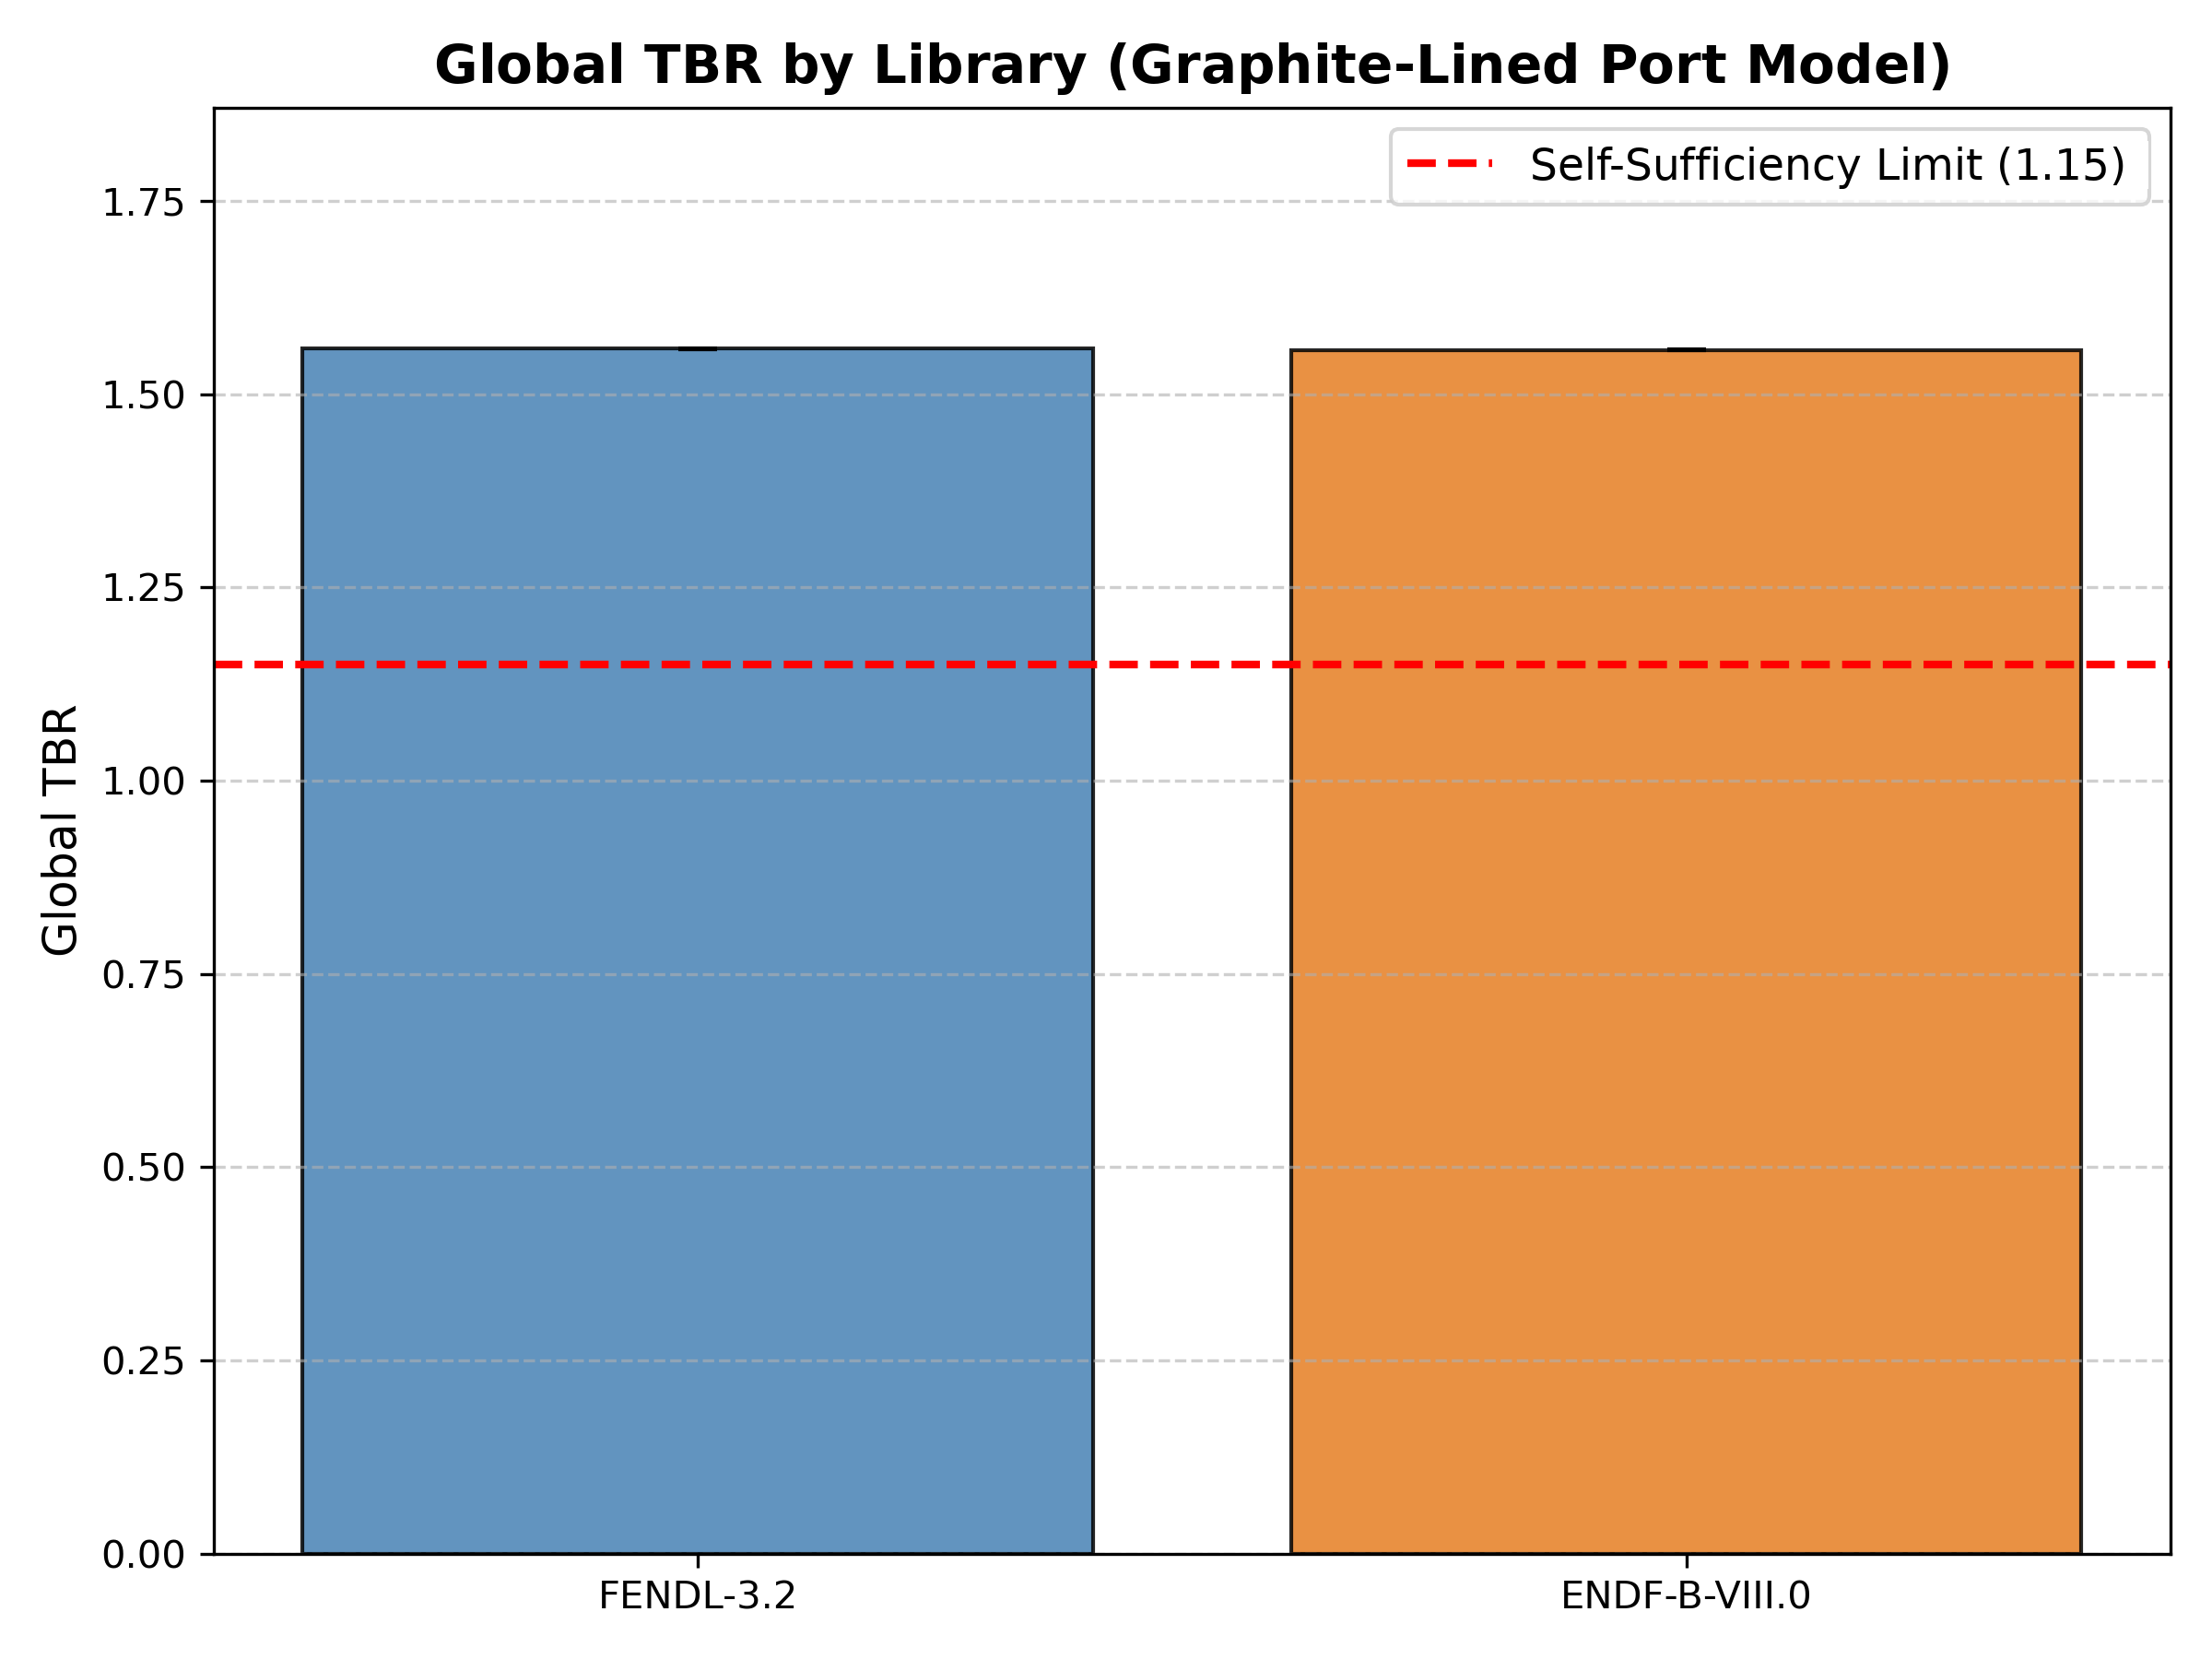 Global TBR by Library (Graphite-Lined Port Model)
Self-Sufficiency Limit (1.15)
1.75
1.50
1.25
1.00
0.75
0.50
0.25
0.00
Global TBR
FENDL-3.2
ENDF-B-VIII.0